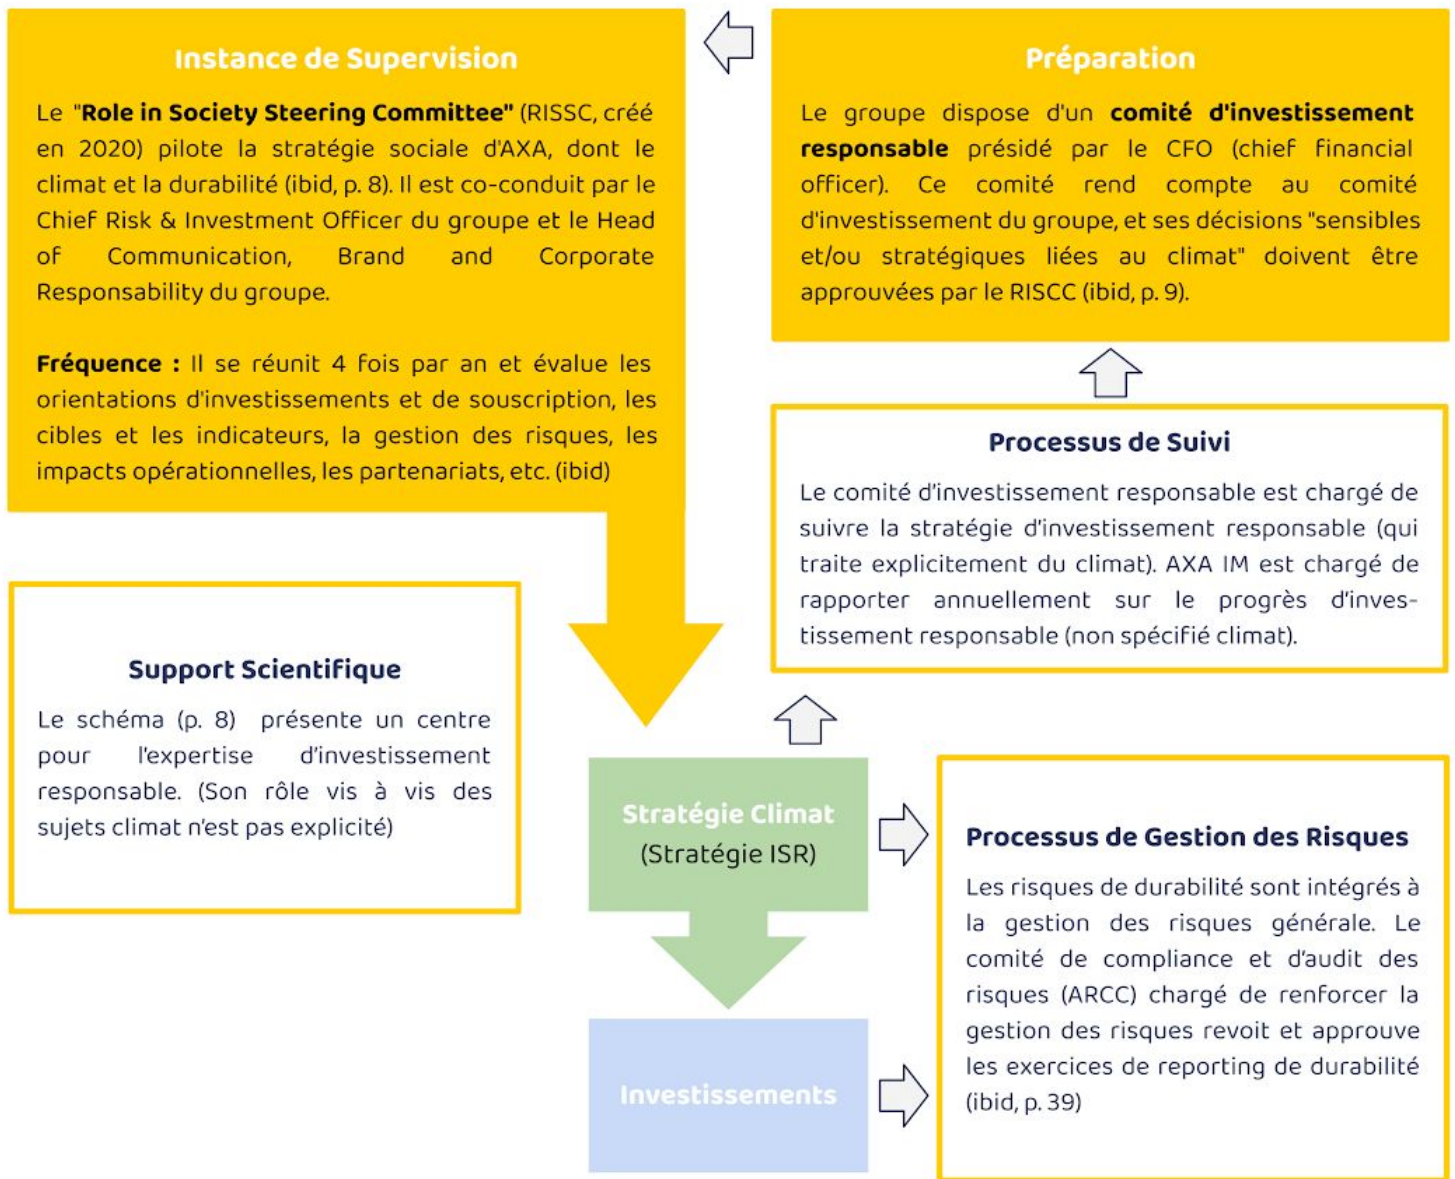 Instance de Supervision
Le "Role in Society Steering Committee" (RISSC, créé
en 2020) pilote la stratégie sociale d'AXA, dont le
climat et la durabilité (ibid, p. 8). Il est co-conduit par le
Chief Risk & Investment Officer du groupe et le Head
of Communication, Brand and Corporate
Responsability du groupe.
Fréquence : Il se réunit 4 fois par an et évalue les
orientations d'investissements et de souscription, les
cibles et les indicateurs, la gestion des risques, les
impacts opérationnelles, les partenariats, etc. (ibid)
Préparation
Le groupe dispose d'un comité d'investissement
responsable présidé par le CFO (chief financial
officer). Ce comité rend compte au comité
d'investissement du groupe, et ses décisions "sensibles
et/ou stratégiques liées au climat" doivent être
approuvées par le RISCC (ibid, p. 9).
Processus de Suivi
Le comité d'investissement responsable est chargé de
suivre la stratégie d'investissement responsable (qui
traite explicitement du climat). AXA IM est chargé de
rapporter annuellement sur le progrès d'inves-
tissement responsable (non spécifié climat).
Support Scientifique
Le schéma (p. 8) présente un centre
pour l'expertise d'investissement
responsable. (Son rôle vis à vis des
sujets climat n'est pas explicité)
Stratégie Climat
(Stratégie ISR)
Processus de Gestion des Risques
Les risques de durabilité sont intégrés à
la gestion des risques générale. Le
comité de compliance et d'audit des
risques (ARCC) chargé de renforcer la
gestion des risques revoit et approuve
les exercices de reporting de durabilité
(ibid, p. 39)
Investissements